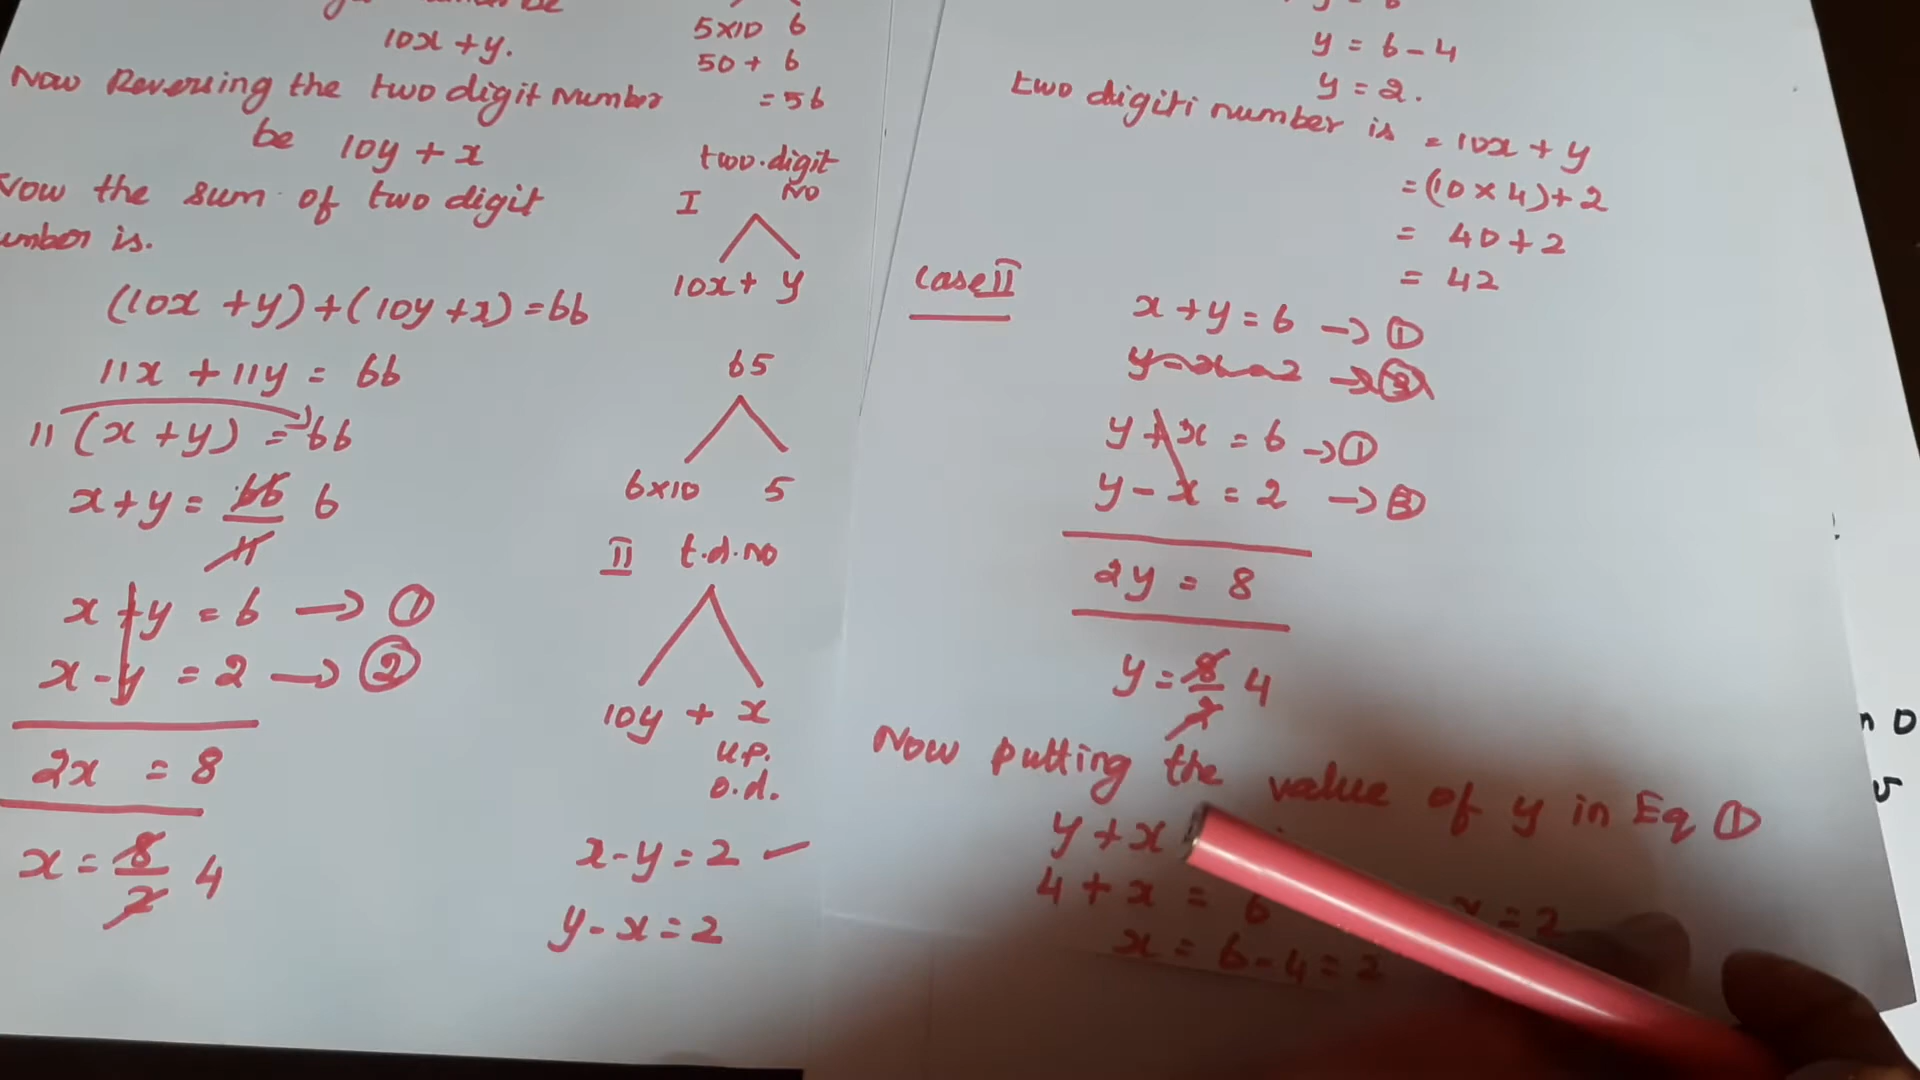 be
10x + y.
Now Reversing the two digit number
be 10y + x
Now the sum of two digit
number is.
(10x + y) + (10y + x) = 66
11x + 11y = 66
11 (x + y) = 66
x + y = 66/11 6
x + y = 6 → ①
x - y = 2 → ②
2x = 8
x = 8/2 4
5x10 6
50 + 6
= 56
two.digit
I No
10x + y
65
6x10 5
II t.d.No
10y + x
u.p.
o.d.
x - y = 2
y - x = 2
y = 6 - 4
y = 2.
two digiti number is = 10x + y
= (10 x 4) + 2
= 40 + 2
= 42
Case II
x + y = 6 → ①
y + x = 6 → ①
y - x = 2 → ③
2y = 8
y = 8/2 4
Now putting the value of y in Eq ①
y + x
4 + x = 6
x = 2
x = 6 - 4 = 2